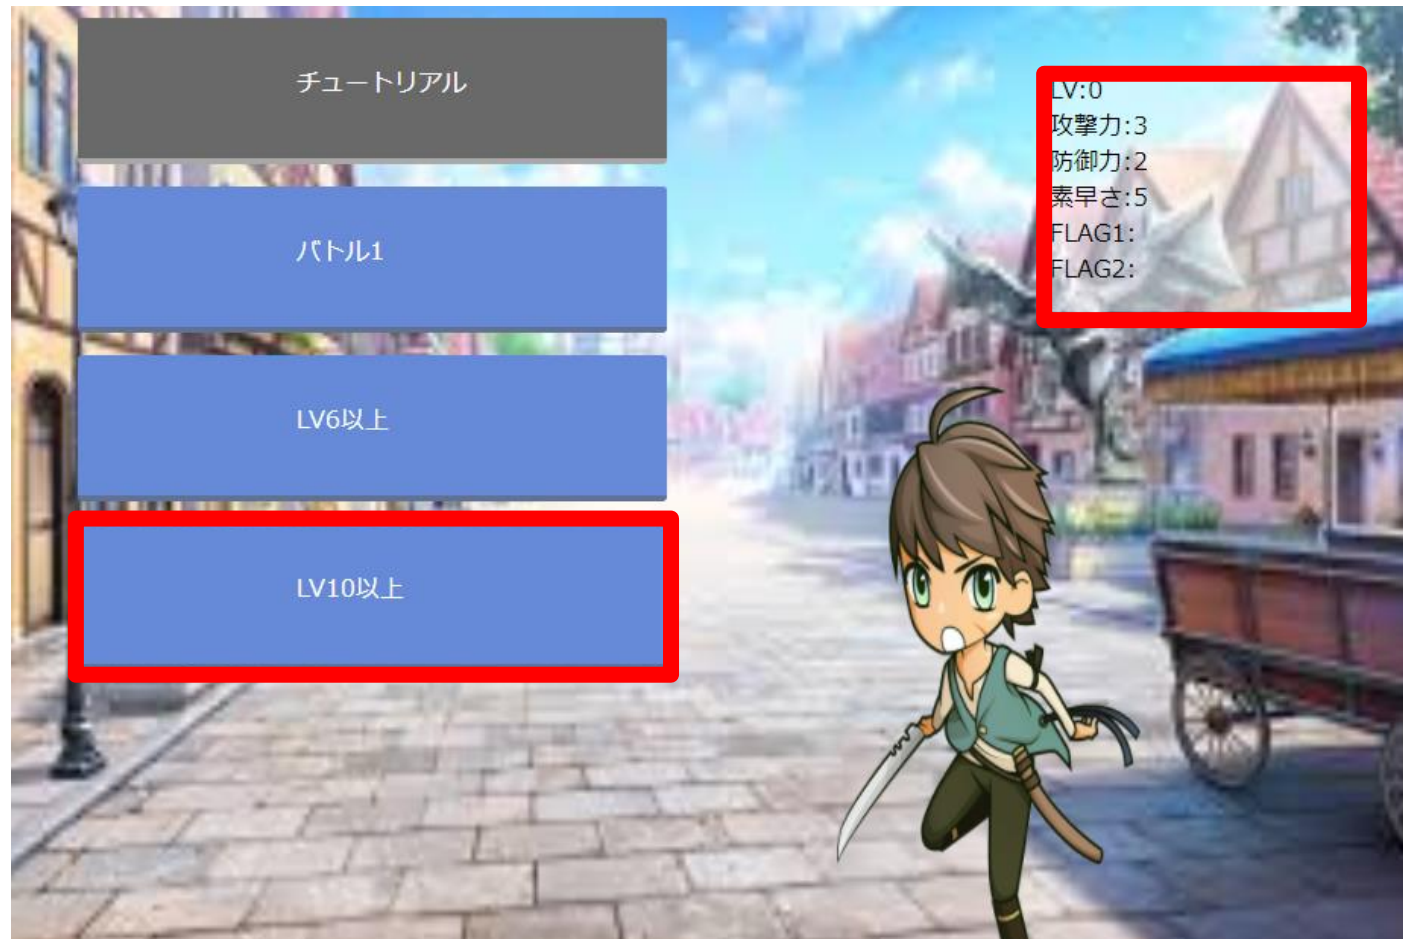 チュートリアル
バトル1
LV6以上
LV10以上
LV:0
攻撃力:3
防御力:2
素早さ:5
FLAG1:
FLAG2: